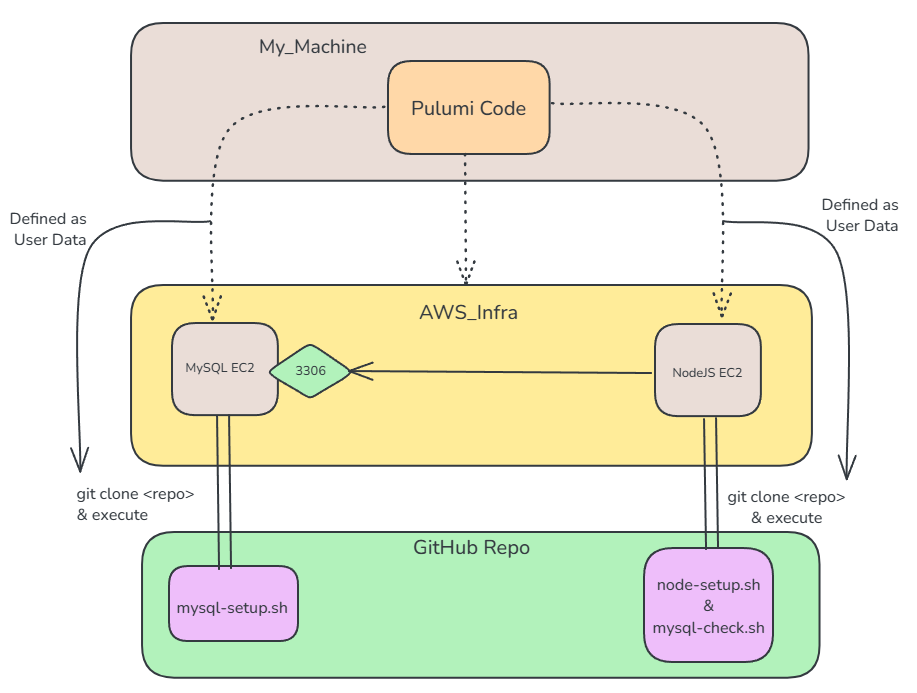 My_Machine
Pulumi Code
Defined as
User Data
Defined as
User Data
AWS_Infra
MySQL EC2
3306
NodeJS EC2
git clone <repo>
& execute
git clone <repo>
& execute
GitHub Repo
mysql-setup.sh
node-setup.sh
&
mysql-check.sh